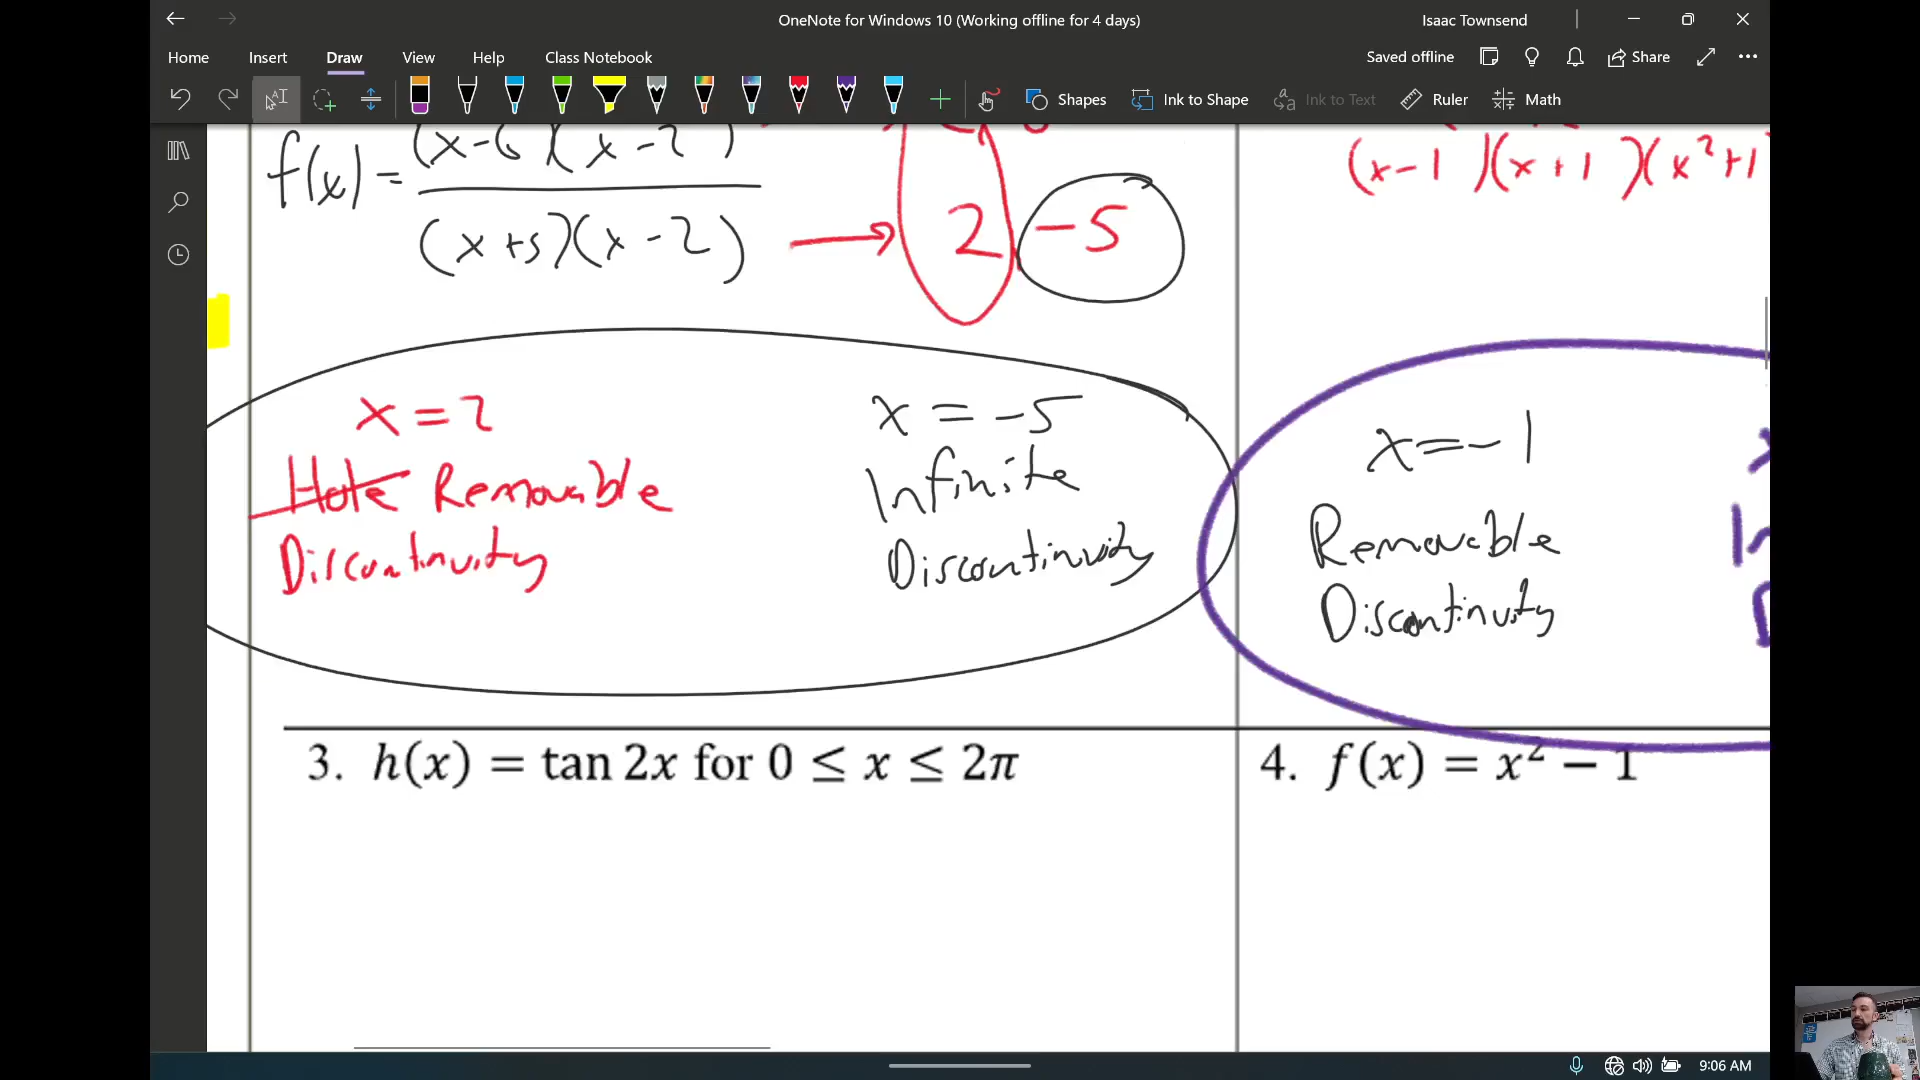 OneNote for Windows 10 (Working offline for 4 days)
Isaac Townsend
Home Insert Draw View Help Class Notebook
Saved offline
Share
Shapes
Ink to Shape
Ink to Text
Ruler
Math
f(x) = (x-6)(x-2)
(x+5)(x-2)
2 -5
(x-1)(x+1)(x²+1
x = 2
Hole Removable
Discontinuity
x = -5
Infinite
Discontinuity
x = -1
Removable
Discontinuity
3. h(x) = tan 2x for 0 ≤ x ≤ 2π
4. f(x) = x² − 1
9:06 AM